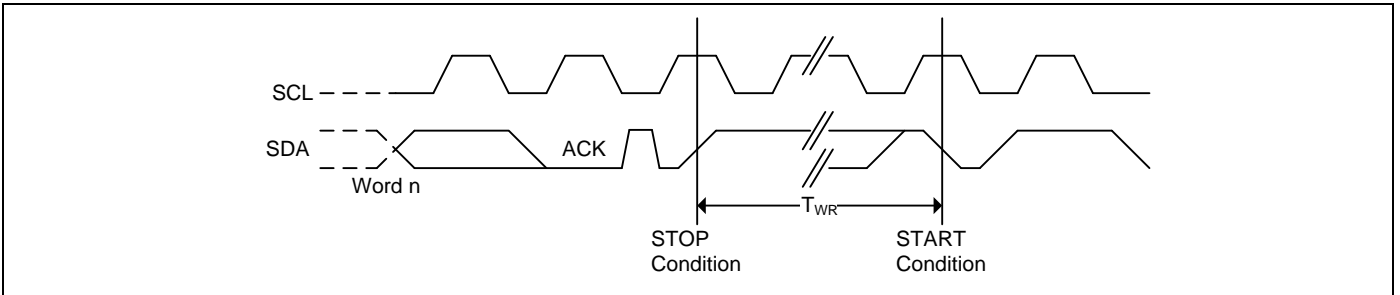 SCL
SDA
ACK
Word n
TWR
STOP
Condition
START
Condition